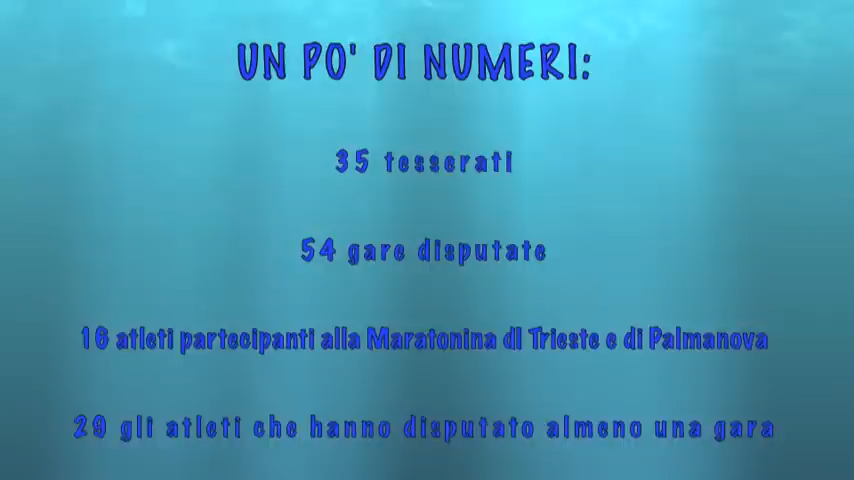 UN PO' DI NUMERI:
35 tesserati
54 gare disputate
16 atleti partecipanti alla Maratonina dI Trieste e di Palmanova
29 gli atleti che hanno disputato almeno una gara